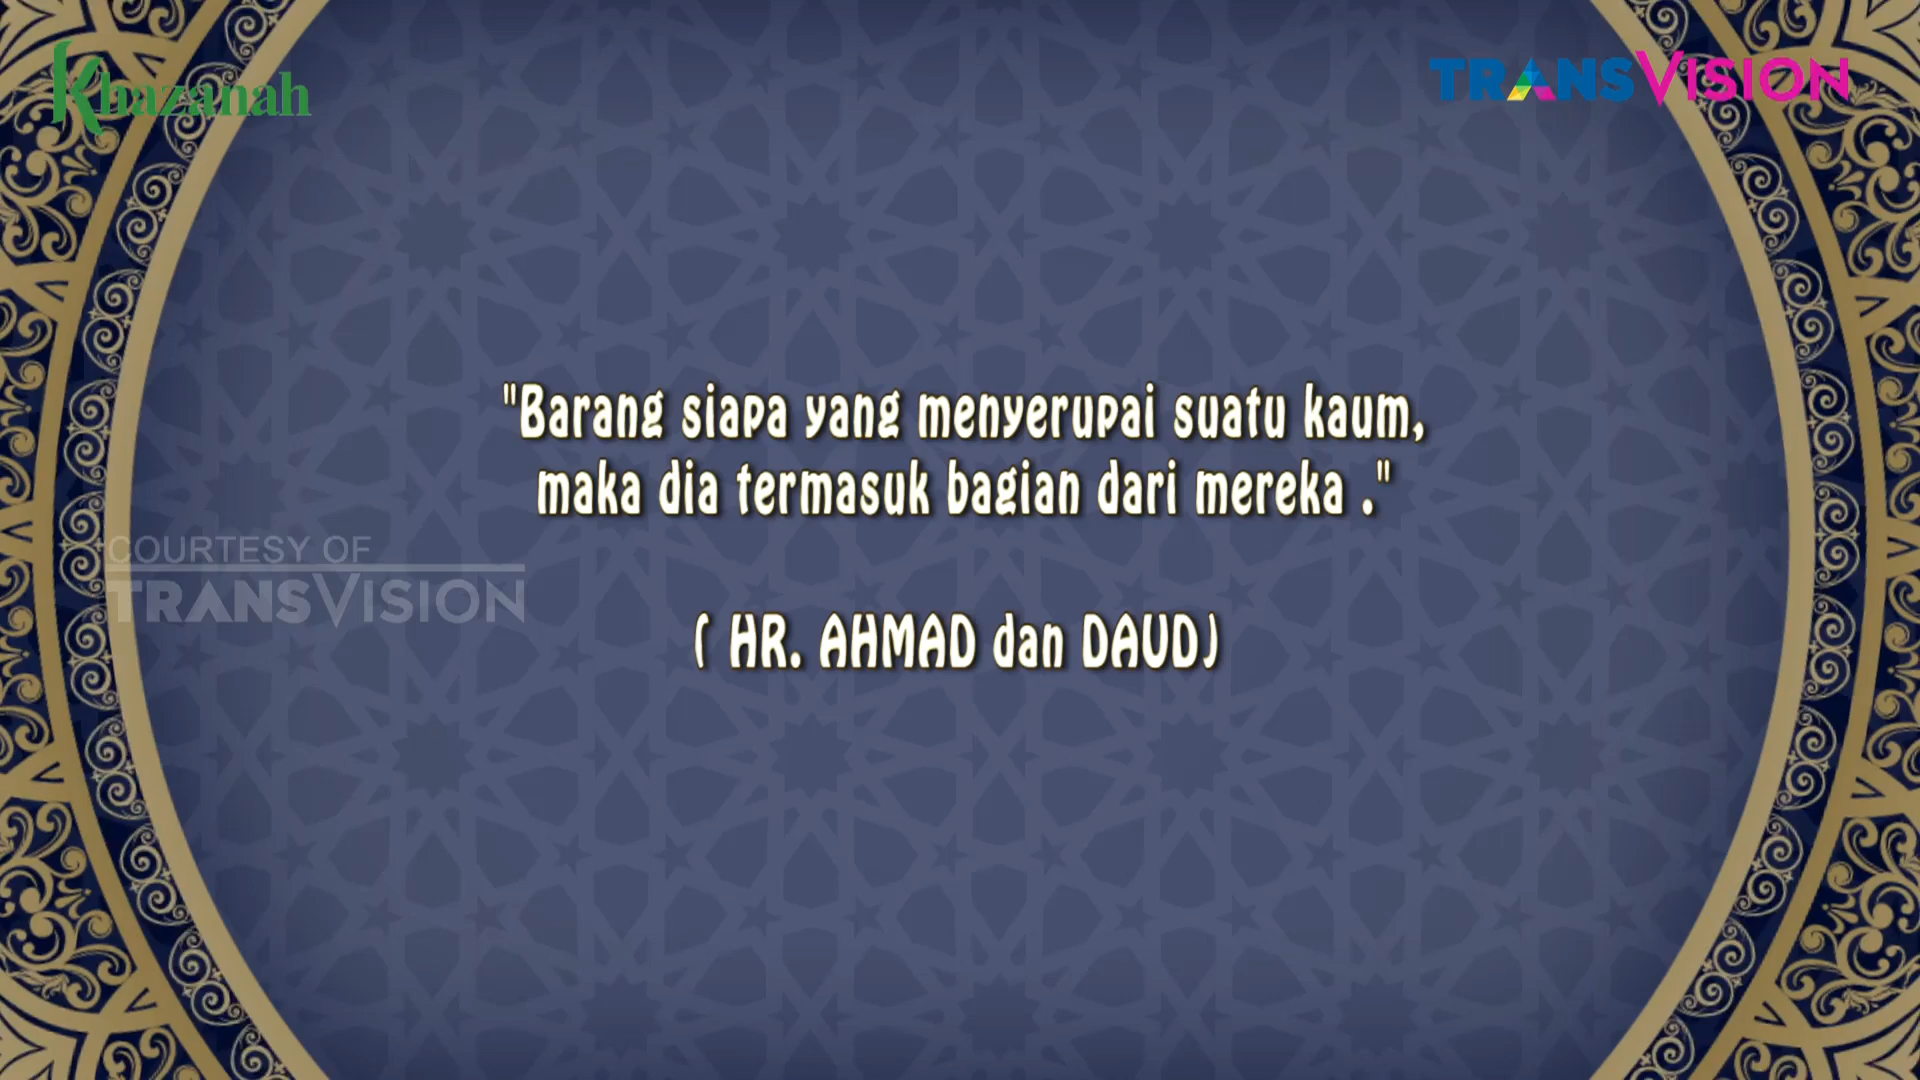 Khazanah
TRANSVISION
"Barang siapa yang menyerupai suatu kaum,
maka dia termasuk bagian dari mereka ."
COURTESY OF
TRANSVISION
( HR. AHMAD dan DAUD)